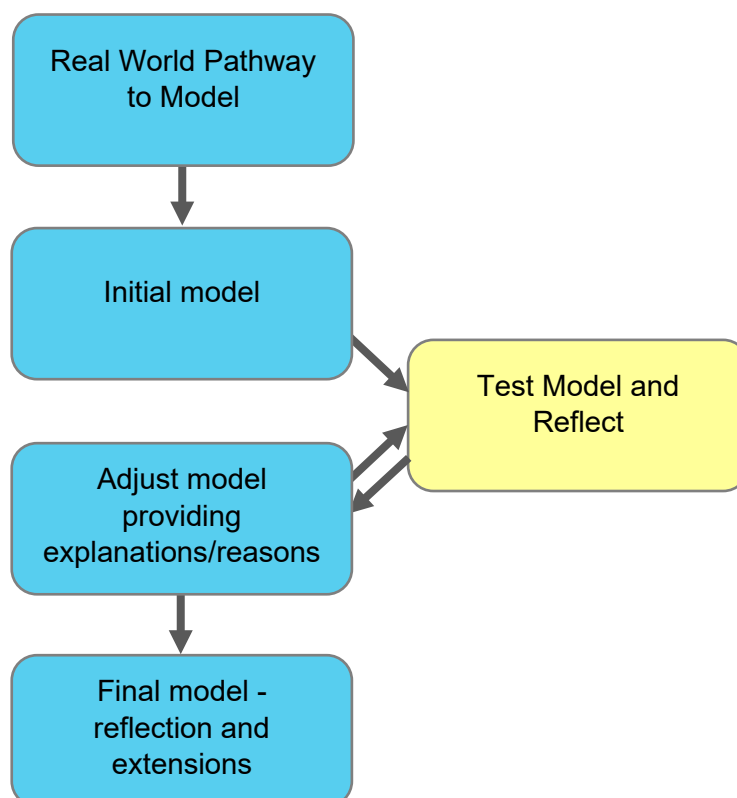 Real World Pathway
to Model
Initial model
Test Model and
Reflect
Adjust model
providing
explanations/reasons
Final model -
reflection and
extensions